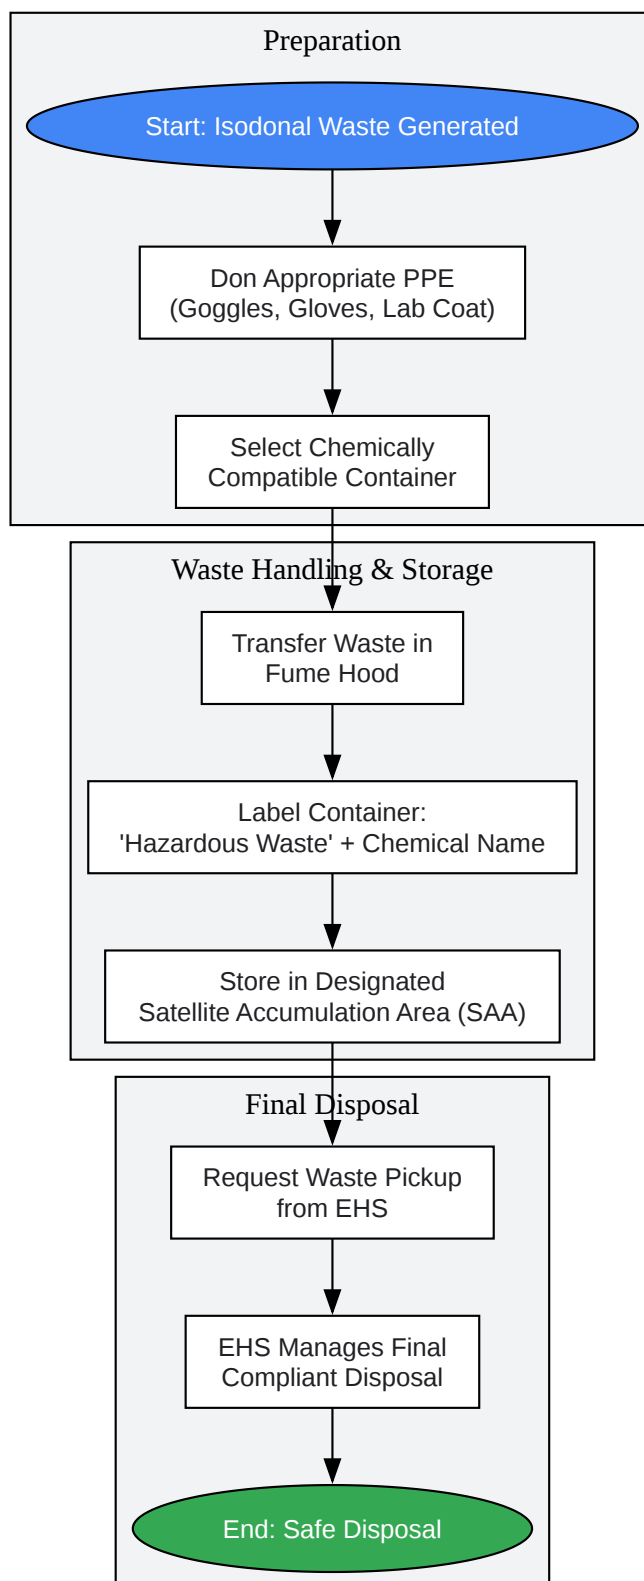 Preparation
Start: Isodonal Waste Generated
Don Appropriate PPE
(Goggles, Gloves, Lab Coat)
Select Chemically
Compatible Container
Waste Handling & Storage
Transfer Waste in
Fume Hood
Label Container:
'Hazardous Waste' + Chemical Name
Store in Designated
Satellite Accumulation Area (SAA)
Final Disposal
Request Waste Pickup
from EHS
EHS Manages Final
Compliant Disposal
End: Safe Disposal